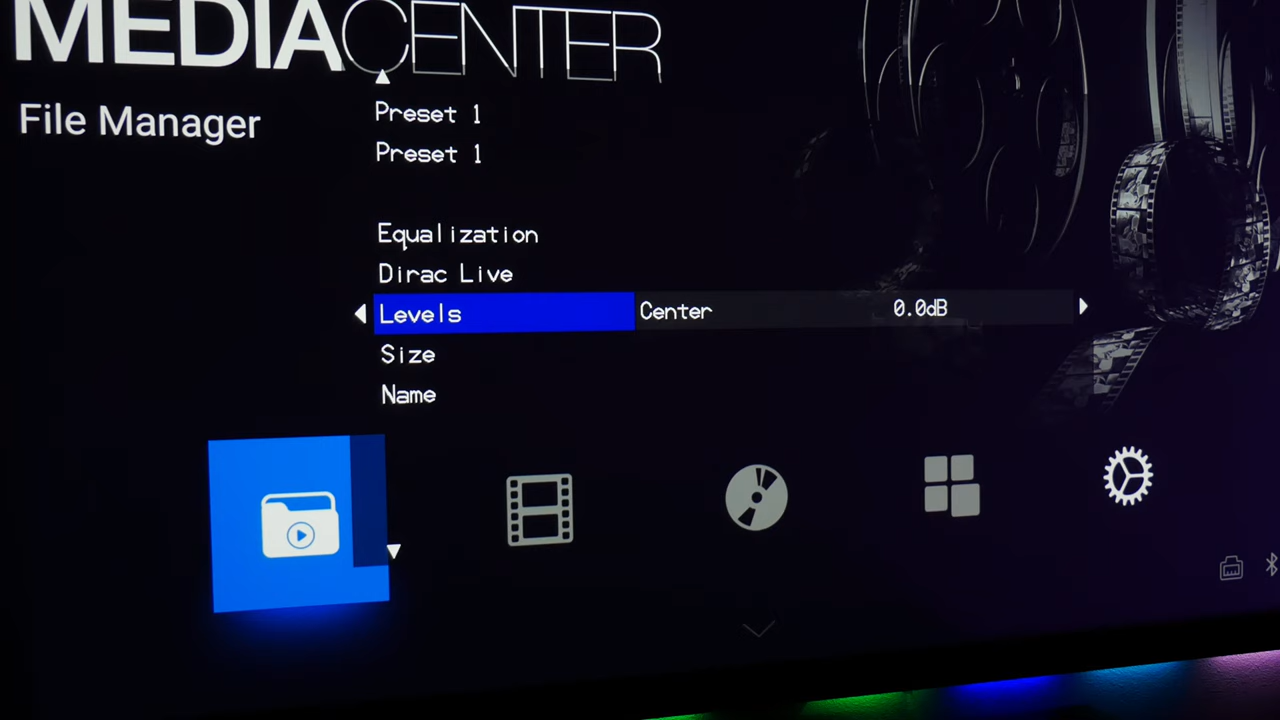 MEDIACENTER
File Manager
Preset 1
Preset 1
Equalization
Dirac Live
Levels Center 0.0dB
Size
Name